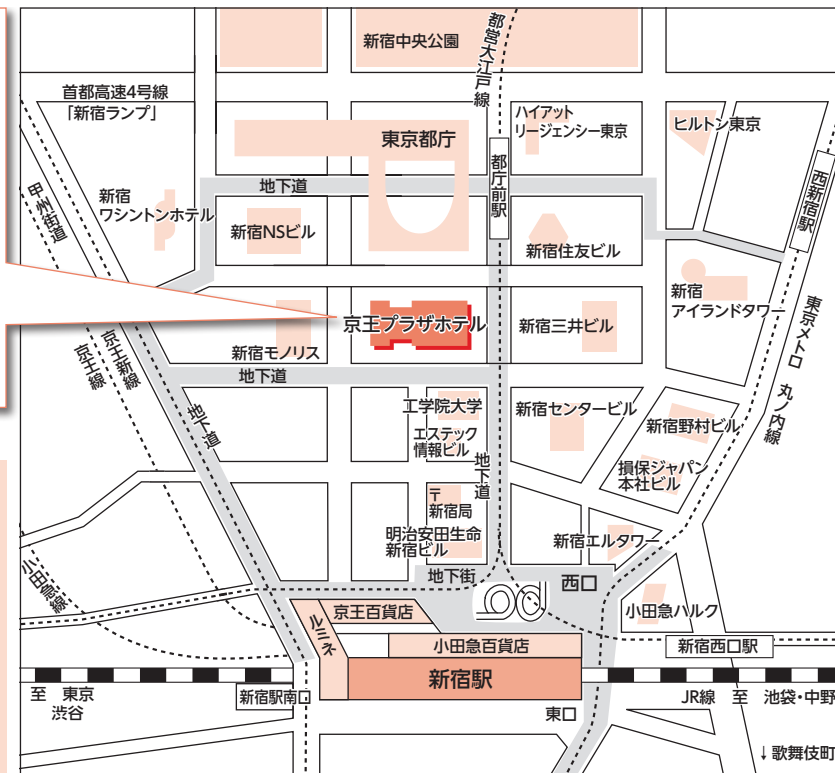 新宿中央公園
都営大江戸線
首都高速4号線
「新宿ランプ」
東京都庁
ハイアット
リージェンシー東京
ヒルトン東京
都庁前駅
西新宿駅
地下道
新宿
ワシントンホテル
甲州街道
新宿NSビル
新宿住友ビル
新宿
アイランドタワー
京王プラザホテル
新宿三井ビル
東京メトロ 丸ノ内線
新宿モノリス
京王新線
京王線
地下道
地下道
工学院大学
エステック
情報ビル
新宿センタービル
新宿野村ビル
地下道
損保ジャパン
本社ビル
〒
新宿局
明治安田生命
新宿ビル
新宿エルタワー
地下街
西口
小田急線
小田急ハルク
ルミネ
京王百貨店
小田急百貨店
新宿西口駅
新宿駅
至 東京
渋谷
新宿駅南口
東口
JR線 至 池袋・中野
↓歌舞伎町